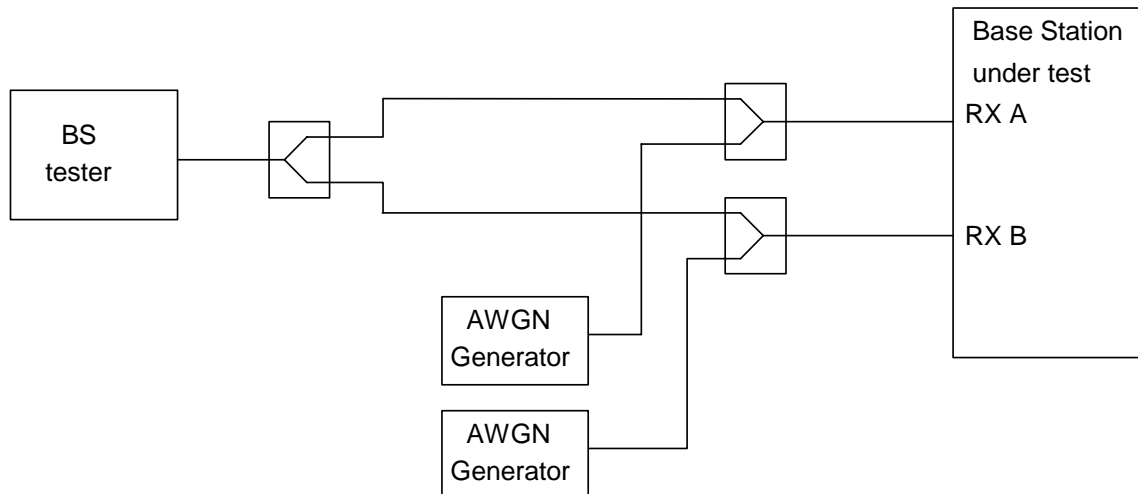 Base Station
under test
RX A
BS
tester
RX B
AWGN
Generator
AWGN
Generator